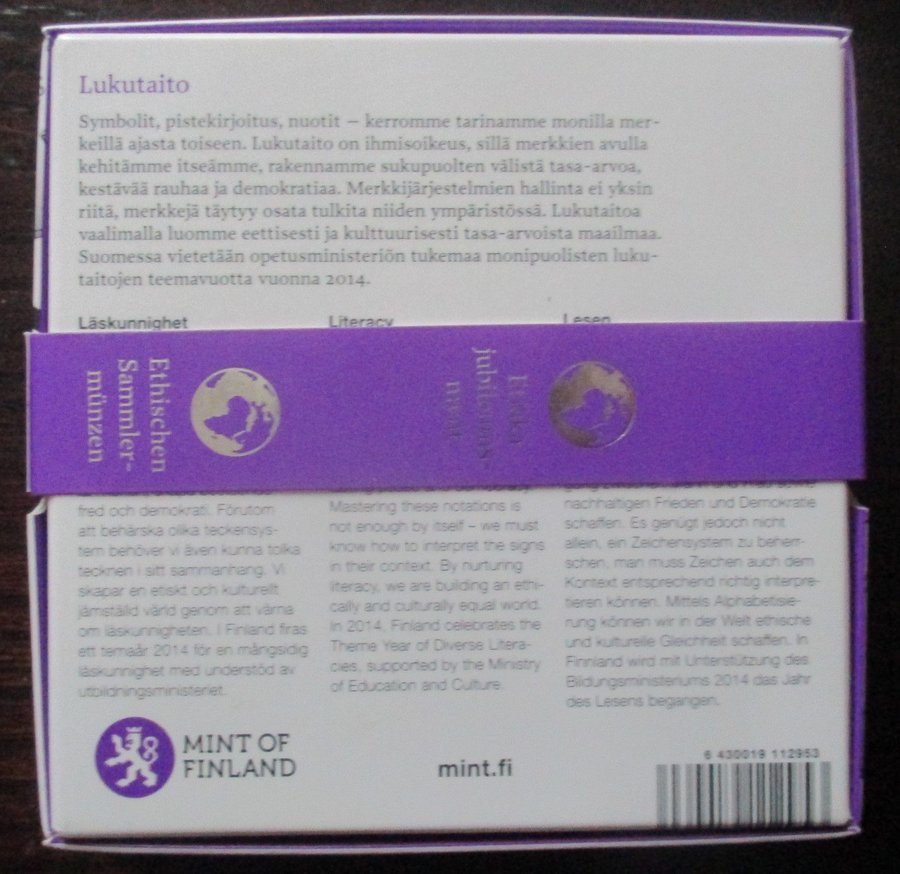 Lukutaito
Symbolit, pistekirjoitus, nuotit – kerromme tarinamme monilla mer-
keillä ajasta toiseen. Lukutaito on ihmisoikeus, sillä merkkien avulla
kehitämme itseämme, rakennamme sukupuolten välistä tasa-arvoa,
kestävää rauhaa ja demokratiaa. Merkkijärjestelmien hallinta ei yksin
riitä, merkkejä täytyy osata tulkita niiden ympäristössä. Lukutaitoa
vaalimalla luomme eettisesti ja kulttuurisesti tasa-arvoista maailmaa.
Suomessa vietetään opetusministeriön tukemaa monipuolisten luku-
taitojen teemavuotta vuonna 2014.
Läskunnighet
fred och demokrati. Förutom
att behärska olika teckensys-
tem behöver vi även kunna tolka
tecknen i sitt sammanhang. Vi
skapar en etiskt och kulturellt
jämställd värld genom att värna
om läskunnigheten. I Finland firas
ett temaår 2014 för en mångsidig
läskunnighet med understöd av
utbildningsministeriet.
Literacy
Mastering these notations is
not enough by itself – we must
know how to interpret the signs
in their context. By nurturing
literacy, we are building an ethi-
cally and culturally equal world.
In 2014, Finland celebrates the
Theme Year of Diverse Litera-
cies, supported by the Ministry
of Education and Culture.
Lesen
nachhaltigen Frieden und Demokratie
schaffen. Es genügt jedoch nicht
allein, ein Zeichensystem zu beherr-
schen, man muss Zeichen auch dem
Kontext entsprechend richtig interpre-
tieren können. Mittels Alphabetisie-
rung können wir in der Welt ethische
und kulturelle Gleichheit schaffen. In
Finnland wird mit Unterstützung des
Bildungsministeriums 2014 das Jahr
des Lesens begangen.
Ethischen
Sammler-
münzen
Etiska
jubileums-
mynt
MINT OF
FINLAND
mint.fi
6 430019 112953